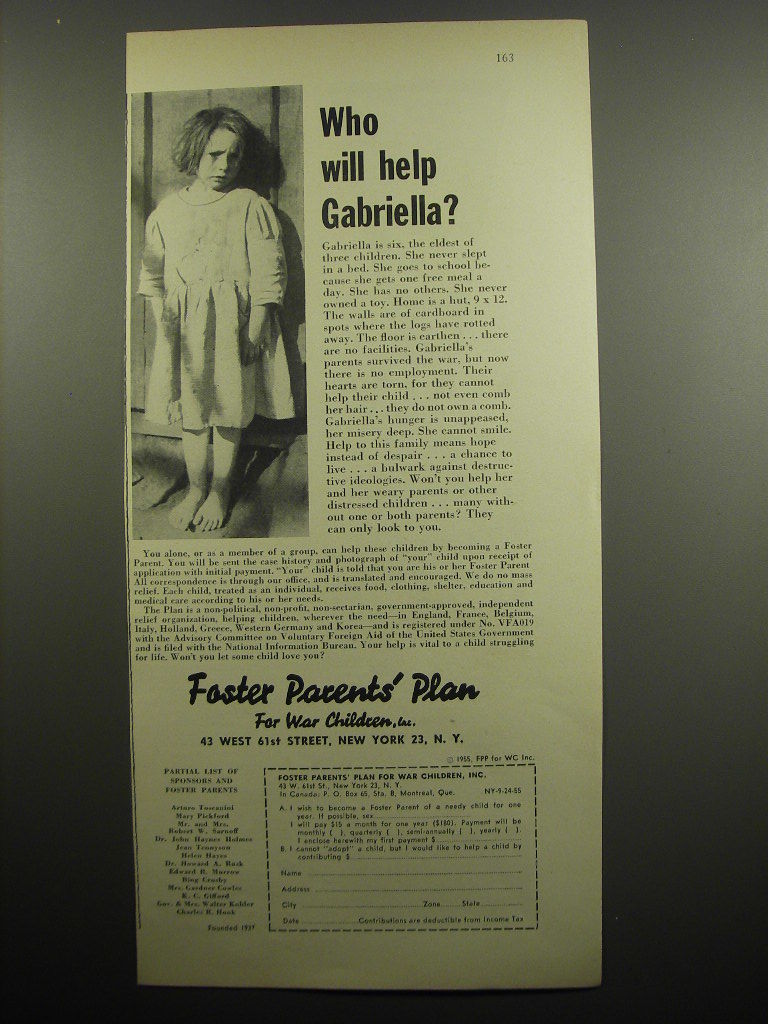 163
Who
will help
Gabriella?
Gabriella is six, the eldest of
three children. She never slept
in a bed. She goes to school be-
cause she gets one free meal a
day. She has no others. She never
owned a toy. Home is a hut, 9 x 12.
The walls are of cardboard in
spots where the logs have rotted
away. The floor is earthen . . . there
are no facilities. Gabriella's
parents survived the war, but now
there is no employment. Their
hearts are torn, for they cannot
help their child . . . not even comb
her hair . . . they do not own a comb.
Gabriella's hunger is unappeased,
her misery deep. She cannot smile.
Help to this family means hope
instead of despair . . . a chance to
live . . . a bulwark against destruc-
tive ideologies. Won't you help her
and her weary parents or other
distressed children . . . many with-
out one or both parents? They
can only look to you.
You alone, or as a member of a group, can help these children by becoming a Foster
Parent. You will be sent the case history and photograph of "your" child upon receipt of
application with initial payment. "Your" child is told that you are his or her Foster Parent
All correspondence is through our office, and is translated and encouraged. We do no mass
relief. Each child, treated as an individual, receives food, clothing, shelter, education and
medical care according to his or her needs.
The Plan is a non-political, non-profit, non-sectarian, government-approved, independent
relief organization, helping children, wherever the need—in England, France, Belgium,
Italy, Holland, Greece, Western Germany and Korea—and is registered under No. VFA019
with the Advisory Committee on Voluntary Foreign Aid of the United States Government
and is filed with the National Information Bureau. Your help is vital to a child struggling
for life. Won't you let some child love you?
Foster Parents' Plan
For War Children, Inc.
43 WEST 61st STREET, NEW YORK 23, N. Y.
© 1955, FPP for WC Inc.
PARTIAL LIST OF
SPONSORS AND
FOSTER PARENTS
Arturo Toscanini
Mary Pickford
Mr. and Mrs.
Robert W. Sarnoff
Dr. John Haynes Holmes
Jean Tennyson
Helen Hayes
Dr. Howard A. Rusk
Edward R. Murrow
Bing Crosby
Mrs. Gardner Cowles
K. C. Gifford
Gov. & Mrs. Walter Kohler
Charles R. Hook
Founded 1937
FOSTER PARENTS' PLAN FOR WAR CHILDREN, INC.
43 W. 61st St., New York 23, N. Y.
In Canada: P. O. Box 65, Sta. B, Montreal, Que. NY-9-24-55
A. I wish to become a Foster Parent of a needy child for one
year. If possible, sex
I will pay $15 a month for one year ($180). Payment will be
monthly ( ), quarterly ( ), semi-annually ( ), yearly ( ).
I enclose herewith my first payment $
B. I cannot "adopt" a child, but I would like to help a child by
contributing $
Name
Address
City Zone State
Date Contributions are deductible from Income Tax